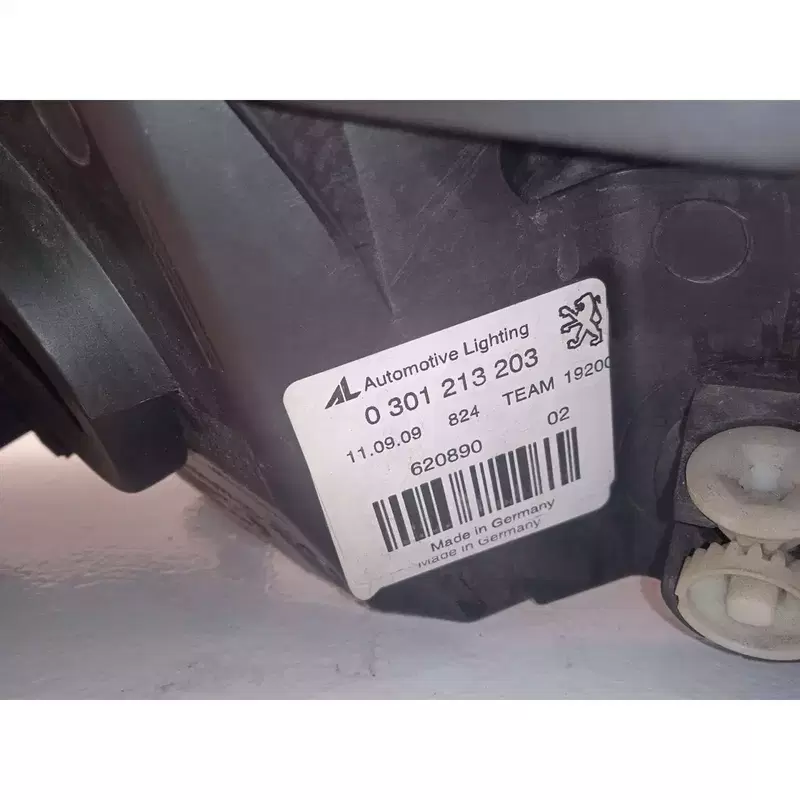 AL Automotive Lighting
0 301 213 203
11.09.09 824 TEAM 19200
620890 02
Made in Germany
Made in Germany